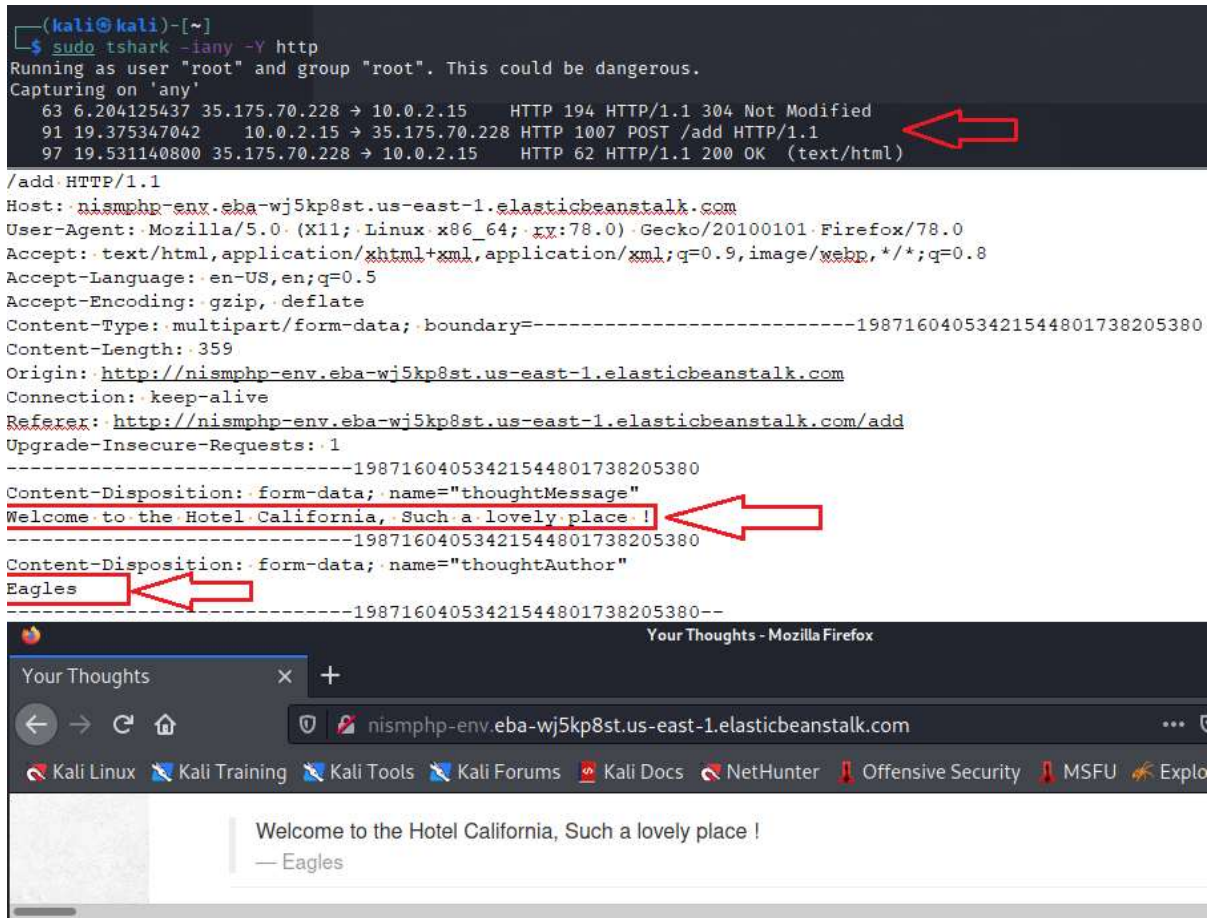 (kali㉿kali)-[~]
$ sudo tshark -iany -Y http
Running as user "root" and group "root". This could be dangerous.
Capturing on 'any'
63 6.204125437 35.175.70.228 → 10.0.2.15 HTTP 194 HTTP/1.1 304 Not Modified
91 19.375347042 10.0.2.15 → 35.175.70.228 HTTP 1007 POST /add HTTP/1.1
97 19.531140800 35.175.70.228 → 10.0.2.15 HTTP 62 HTTP/1.1 200 OK (text/html)
/add HTTP/1.1
Host: nismphp-env.eba-wj5kp8st.us-east-1.elasticbeanstalk.com
User-Agent: Mozilla/5.0 (X11; Linux x86_64; rv:78.0) Gecko/20100101 Firefox/78.0
Accept: text/html,application/xhtml+xml,application/xml;q=0.9,image/webp,*/*;q=0.8
Accept-Language: en-US,en;q=0.5
Accept-Encoding: gzip, deflate
Content-Type: multipart/form-data; boundary=---------------------------198716040534215448017382053​80
Content-Length: 359
Origin: http://nismphp-env.eba-wj5kp8st.us-east-1.elasticbeanstalk.com
Connection: keep-alive
Referer: http://nismphp-env.eba-wj5kp8st.us-east-1.elasticbeanstalk.com/add
Upgrade-Insecure-Requests: 1
-----------------------------19871604053421544801738205380
Content-Disposition: form-data; name="thoughtMessage"
Welcome to the Hotel California, Such a lovely place !
-----------------------------19871604053421544801738205380
Content-Disposition: form-data; name="thoughtAuthor"
Eagles
-----------------------------19871604053421544801738205380--
Your Thoughts - Mozilla Firefox
Your Thoughts
nismphp-env.eba-wj5kp8st.us-east-1.elasticbeanstalk.com
Kali Linux Kali Training Kali Tools Kali Forums Kali Docs NetHunter Offensive Security MSFU Explo
Welcome to the Hotel California, Such a lovely place !
— Eagles